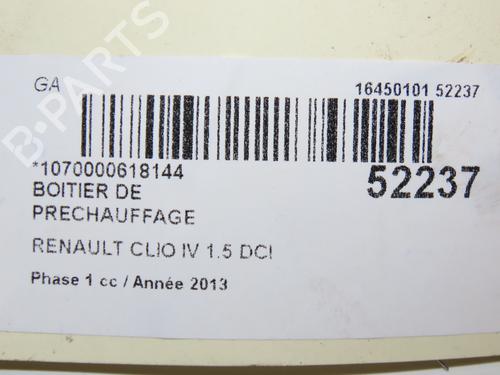 GA
16450101 52237
*1070000618144
52237
BOITIER DE
PRECHAUFFAGE
RENAULT CLIO IV 1.5 DCI
Phase 1 cc / Année 2013
B-PARTS